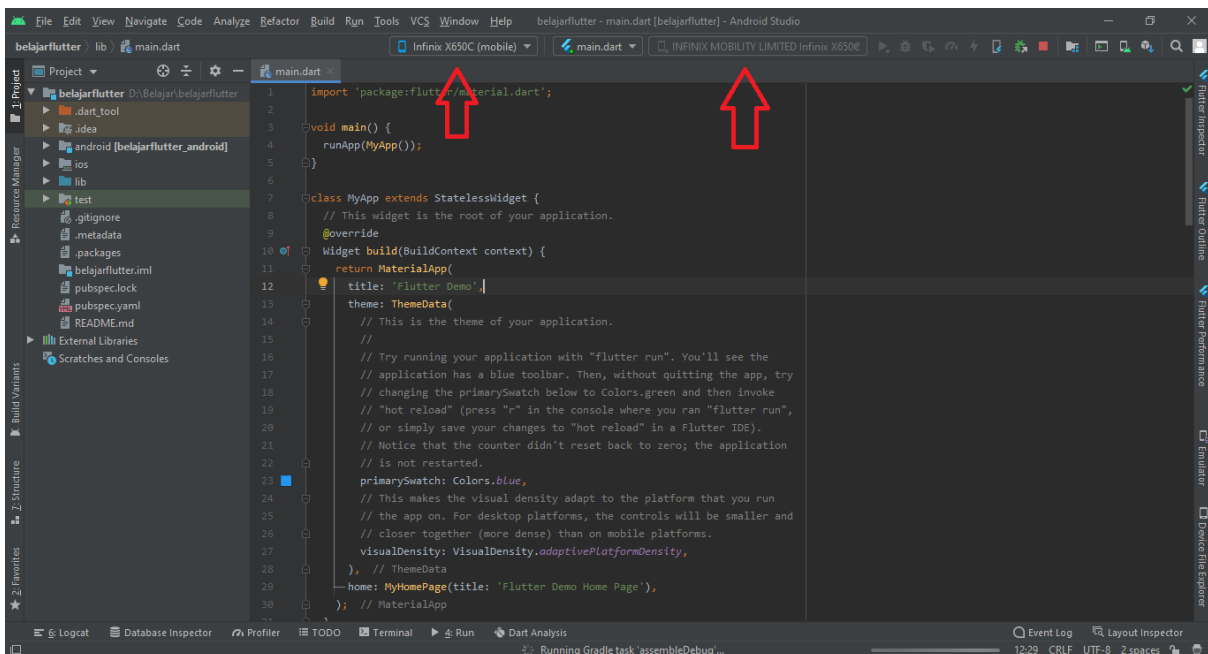 File Edit View Navigate Code Analyze Refactor Build Run Tools VCS Window Help belajarflutter - main.dart [belajarflutter] - Android Studio
belajarflutter lib main.dart Infinix X650C (mobile) main.dart INFINIX MOBILITY LIMITED Infinix X650C
Project
main.dart
1: Project
Resource Manager
Build Variants
7: Structure
2: Favorites
belajarflutter D:\Belajar\belajarflutter
.dart_tool
.idea
android [belajarflutter_android]
ios
lib
test
.gitignore
.metadata
.packages
belajarflutter.iml
pubspec.lock
pubspec.yaml
README.md
External Libraries
Scratches and Consoles
1 import 'package:flutter/material.dart';
2
3 void main() {
4 runApp(MyApp());
5 }
6
7 class MyApp extends StatelessWidget {
8 // This widget is the root of your application.
9 @override
10 Widget build(BuildContext context) {
11 return MaterialApp(
12 title: 'Flutter Demo',
13 theme: ThemeData(
14 // This is the theme of your application.
15 //
16 // Try running your application with "flutter run". You'll see the
17 // application has a blue toolbar. Then, without quitting the app, try
18 // changing the primarySwatch below to Colors.green and then invoke
19 // "hot reload" (press "r" in the console where you ran "flutter run",
20 // or simply save your changes to "hot reload" in a Flutter IDE).
21 // Notice that the counter didn't reset back to zero; the application
22 // is not restarted.
23 primarySwatch: Colors.blue,
24 // This makes the visual density adapt to the platform that you run
25 // the app on. For desktop platforms, the controls will be smaller and
26 // closer together (more dense) than on mobile platforms.
27 visualDensity: VisualDensity.adaptivePlatformDensity,
28 ), // ThemeData
29 home: MyHomePage(title: 'Flutter Demo Home Page'),
30 ); // MaterialApp
Flutter Inspector
Flutter Outline
Flutter Performance
Emulator
Device File Explorer
6: Logcat Database Inspector Profiler TODO Terminal 4: Run Dart Analysis Event Log Layout Inspector
Running Gradle task 'assembleDebug'... 12:29 CRLF UTF-8 2 spaces